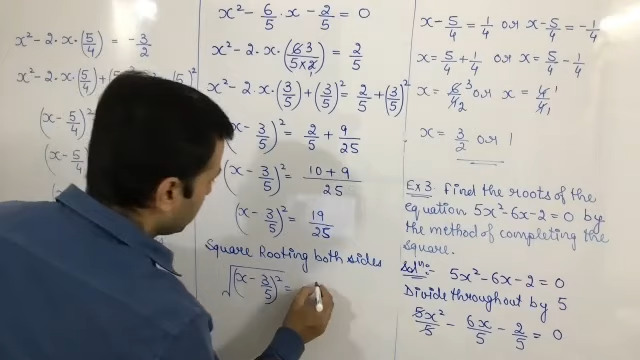 x² - 2·x·(5/4) = -3/2
x² - 2·x·(5/4) +
(x - 5/4)²
(x - 5/4)
x² - 6/5·x - 2/5 = 0
x² - 2·x·(6 3/5×2) = 2/5
x² - 2·x·(3/5) + (3/5)² = 2/5 + (3/5)²
(x - 3/5)² = 2/5 + 9/25
(x - 3/5)² = 10+9/25
(x - 3/5)² = 19/25
Square Rooting both sides
√(x - 3/5)² =
x - 5/4 = 1/4 or x - 5/4 = -1/4
x = 5/4 + 1/4 or x = 5/4 - 1/4
x = 6 3/4 2 or x = 4 1/4 1
x = 3/2 or 1
Ex 3. Find the roots of the
equation 5x²-6x-2=0 by
the method of completing the
square.
Solⁿ:- 5x²-6x-2=0
Divide throughout by 5
5x²/5 - 6x/5 - 2/5 = 0